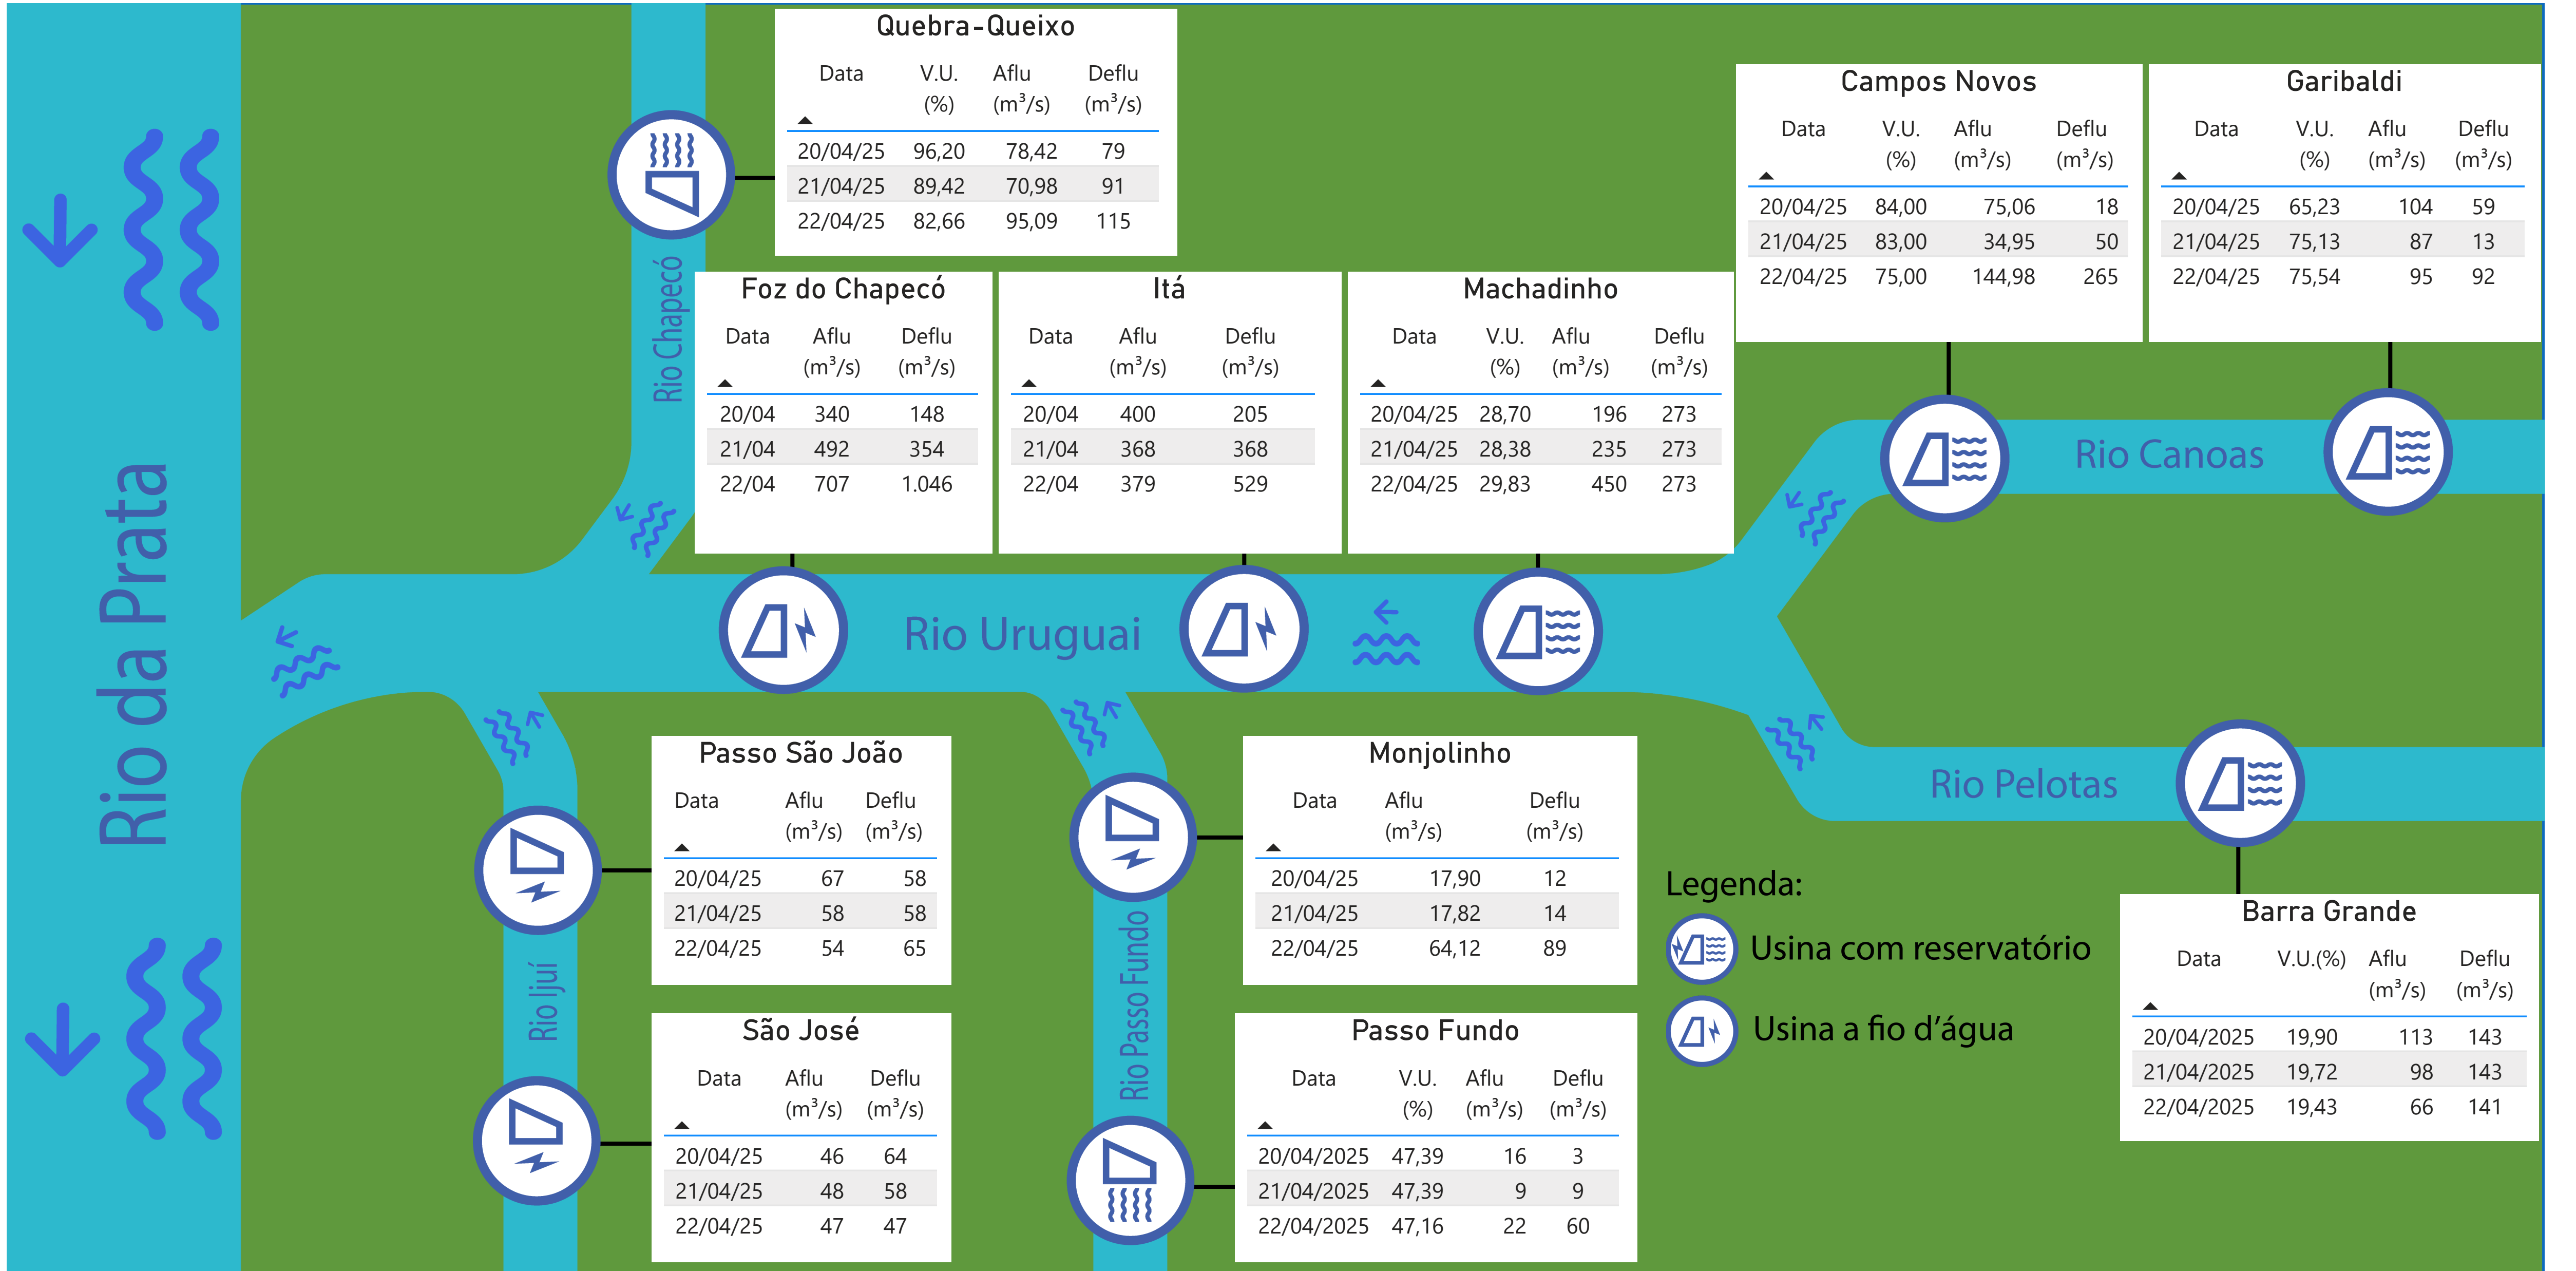 Quebra-Queixo
Data V.U. (%) Aflu (m³/s) Deflu (m³/s)
20/04/25 96,20 78,42 79
21/04/25 89,42 70,98 91
22/04/25 82,66 95,09 115
Campos Novos
Data V.U. (%) Aflu (m³/s) Deflu (m³/s)
20/04/25 84,00 75,06 18
21/04/25 83,00 34,95 50
22/04/25 75,00 144,98 265
Garibaldi
Data V.U. (%) Aflu (m³/s) Deflu (m³/s)
20/04/25 65,23 104 59
21/04/25 75,13 87 13
22/04/25 75,54 95 92
Rio Chapecó
Foz do Chapecó
Data Aflu (m³/s) Deflu (m³/s)
20/04 340 148
21/04 492 354
22/04 707 1.046
Itá
Data Aflu (m³/s) Deflu (m³/s)
20/04 400 205
21/04 368 368
22/04 379 529
Machadinho
Data V.U. (%) Aflu (m³/s) Deflu (m³/s)
20/04/25 28,70 196 273
21/04/25 28,38 235 273
22/04/25 29,83 450 273
Rio Canoas
Rio da Prata
Rio Uruguai
Rio Pelotas
Passo São João
Data Aflu (m³/s) Deflu (m³/s)
20/04/25 67 58
21/04/25 58 58
22/04/25 54 65
Monjolinho
Data Aflu (m³/s) Deflu (m³/s)
20/04/25 17,90 12
21/04/25 17,82 14
22/04/25 64,12 89
Legenda:
Usina com reservatório
Usina a fio d’água
Barra Grande
Data V.U.(%) Aflu (m³/s) Deflu (m³/s)
20/04/2025 19,90 113 143
21/04/2025 19,72 98 143
22/04/2025 19,43 66 141
Rio Ijuí
São José
Data Aflu (m³/s) Deflu (m³/s)
20/04/25 46 64
21/04/25 48 58
22/04/25 47 47
Rio Passo Fundo
Passo Fundo
Data V.U. (%) Aflu (m³/s) Deflu (m³/s)
20/04/2025 47,39 16 3
21/04/2025 47,39 9 9
22/04/2025 47,16 22 60